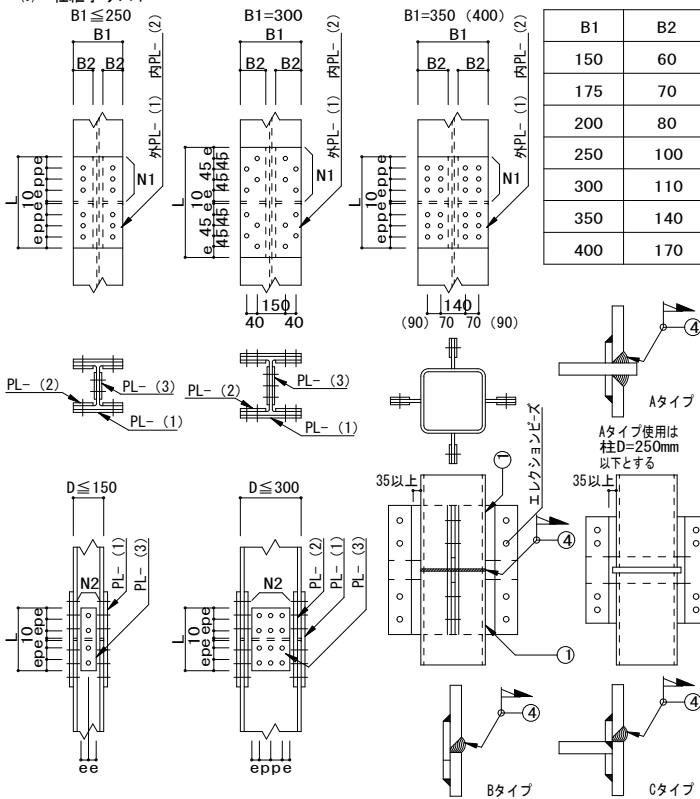 B1≦250
B1
B2 B2
内PL- (2)
外PL- (1)
N1
L
eppe
10
eppe
B1=300
B1
B2 B2
内PL- (2)
外PL- (1)
N1
L
e
45
45 45
e
10
e
45
45 45
e
150
40 40
B1=350 (400)
B1
B2 B2
内PL- (2)
外PL- (1)
N1
L
eppe
10
eppe
140
(90) 70 70 (90)
B1 B2
150 60
175 70
200 80
250 100
300 110
350 140
400 170
PL- (2)
PL- (3)
PL- (1)
PL- (2)
PL- (3)
PL- (1)
4
Aタイプ
Aタイプ使用は
柱D=250mm
以下とする
D≦150
N2
PL- (1)
PL- (3)
L
epe
10
epe
ee
D≦300
N2
PL- (2)
PL- (1)
PL- (3)
L
epe
10
epe
eppe
35以上
1
エレクションピース
4
1
35以上
4
Bタイプ
4
Cタイプ